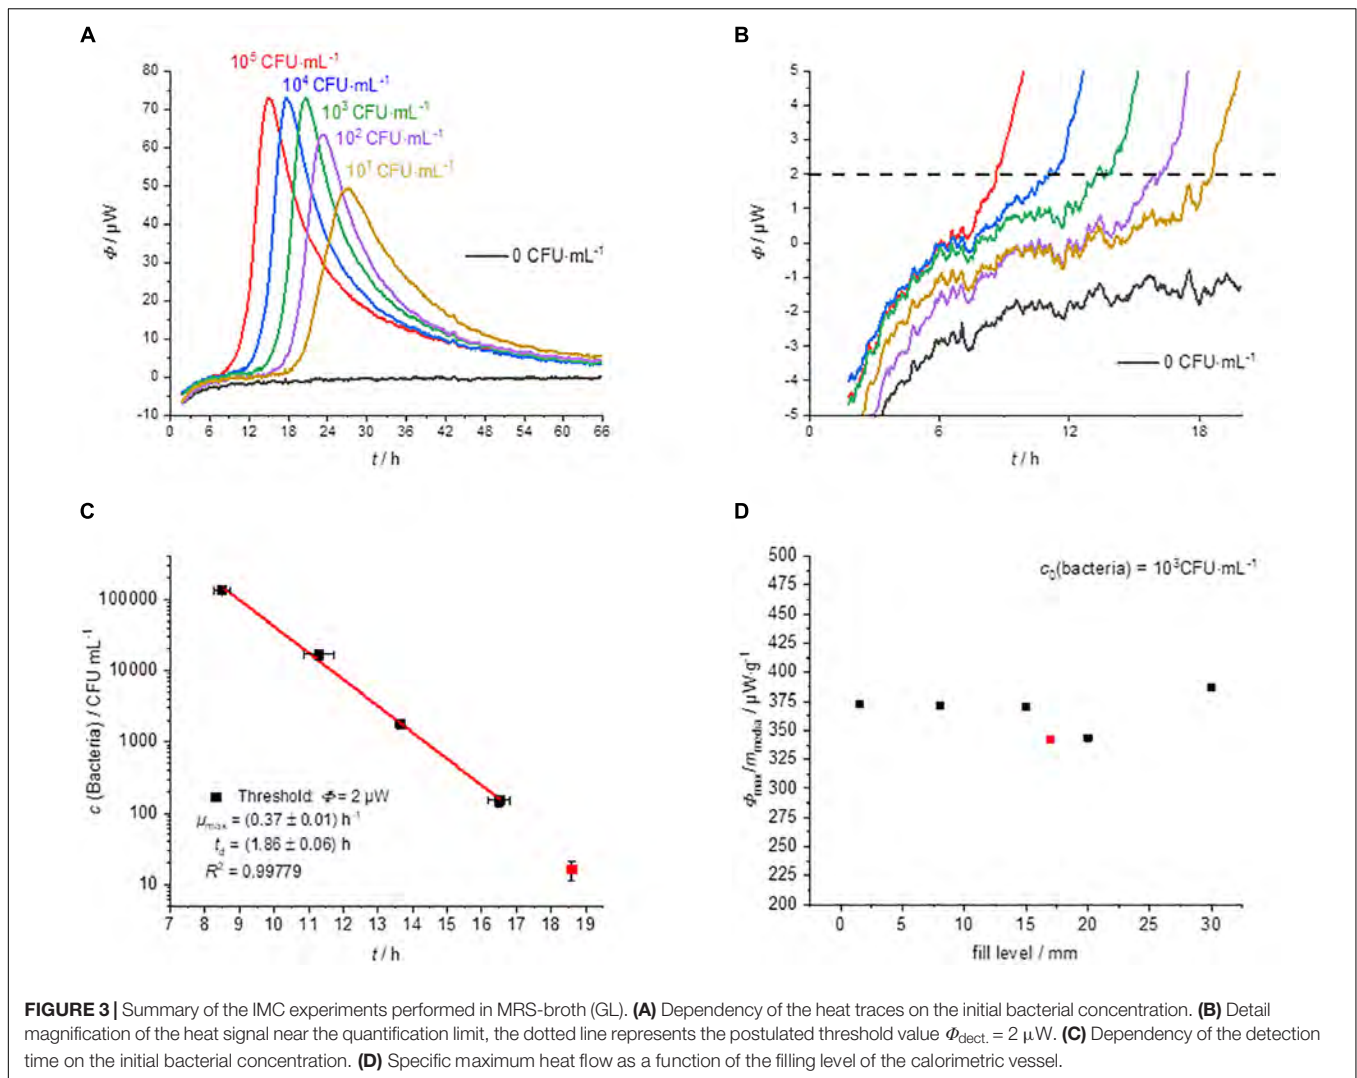 A
10⁵ CFU·mL⁻¹
10⁴ CFU·mL⁻¹
10³ CFU·mL⁻¹
10² CFU·mL⁻¹
10¹ CFU·mL⁻¹
0 CFU·mL⁻¹
80
70
60
50
40
30
20
10
0
-10
Φ / µW
0 6 12 18 24 30 36 42 48 54 60 66
t / h
B
5
4
3
2
1
0
-1
-2
-3
-4
-5
Φ / µW
0 CFU·mL⁻¹
0 6 12 18
t / h
C
100000
10000
1000
100
10
c (Bacteria) / CFU mL⁻¹
Threshold: Φ = 2 µW
µmax = (0.37 ± 0.01) h⁻¹
td = (1.86 ± 0.06) h
R² = 0.99779
7 8 9 10 11 12 13 14 15 16 17 18 19
t / h
D
c₀(bacteria) = 10³CFU·mL⁻¹
500
475
450
425
400
375
350
325
300
275
250
225
200
Φmax/mmedia / µW·g⁻¹
0 5 10 15 20 25 30
fill level / mm
FIGURE 3 | Summary of the IMC experiments performed in MRS-broth (GL). (A) Dependency of the heat traces on the initial bacterial concentration. (B) Detail
magnification of the heat signal near the quantification limit, the dotted line represents the postulated threshold value Φdect. = 2 µW. (C) Dependency of the detection
time on the initial bacterial concentration. (D) Specific maximum heat flow as a function of the filling level of the calorimetric vessel.